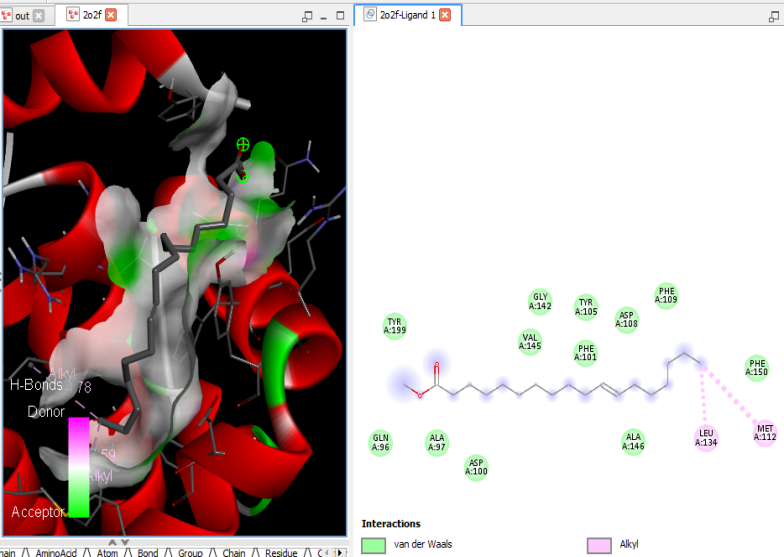 out
2o2f
2o2f-Ligand 1
Alkyl
H-Bonds
78
Donor
59
Alkyl
Acceptor
AminoAcid
Atom
Bond
Group
Chain
Residue
TYR
A:199
GLY
A:142
TYR
A:105
ASP
A:108
PHE
A:109
VAL
A:145
PHE
A:101
PHE
A:150
O
O
GLN
A:96
ALA
A:97
ASP
A:100
ALA
A:146
LEU
A:134
MET
A:112
Interactions
van der Waals
Alkyl